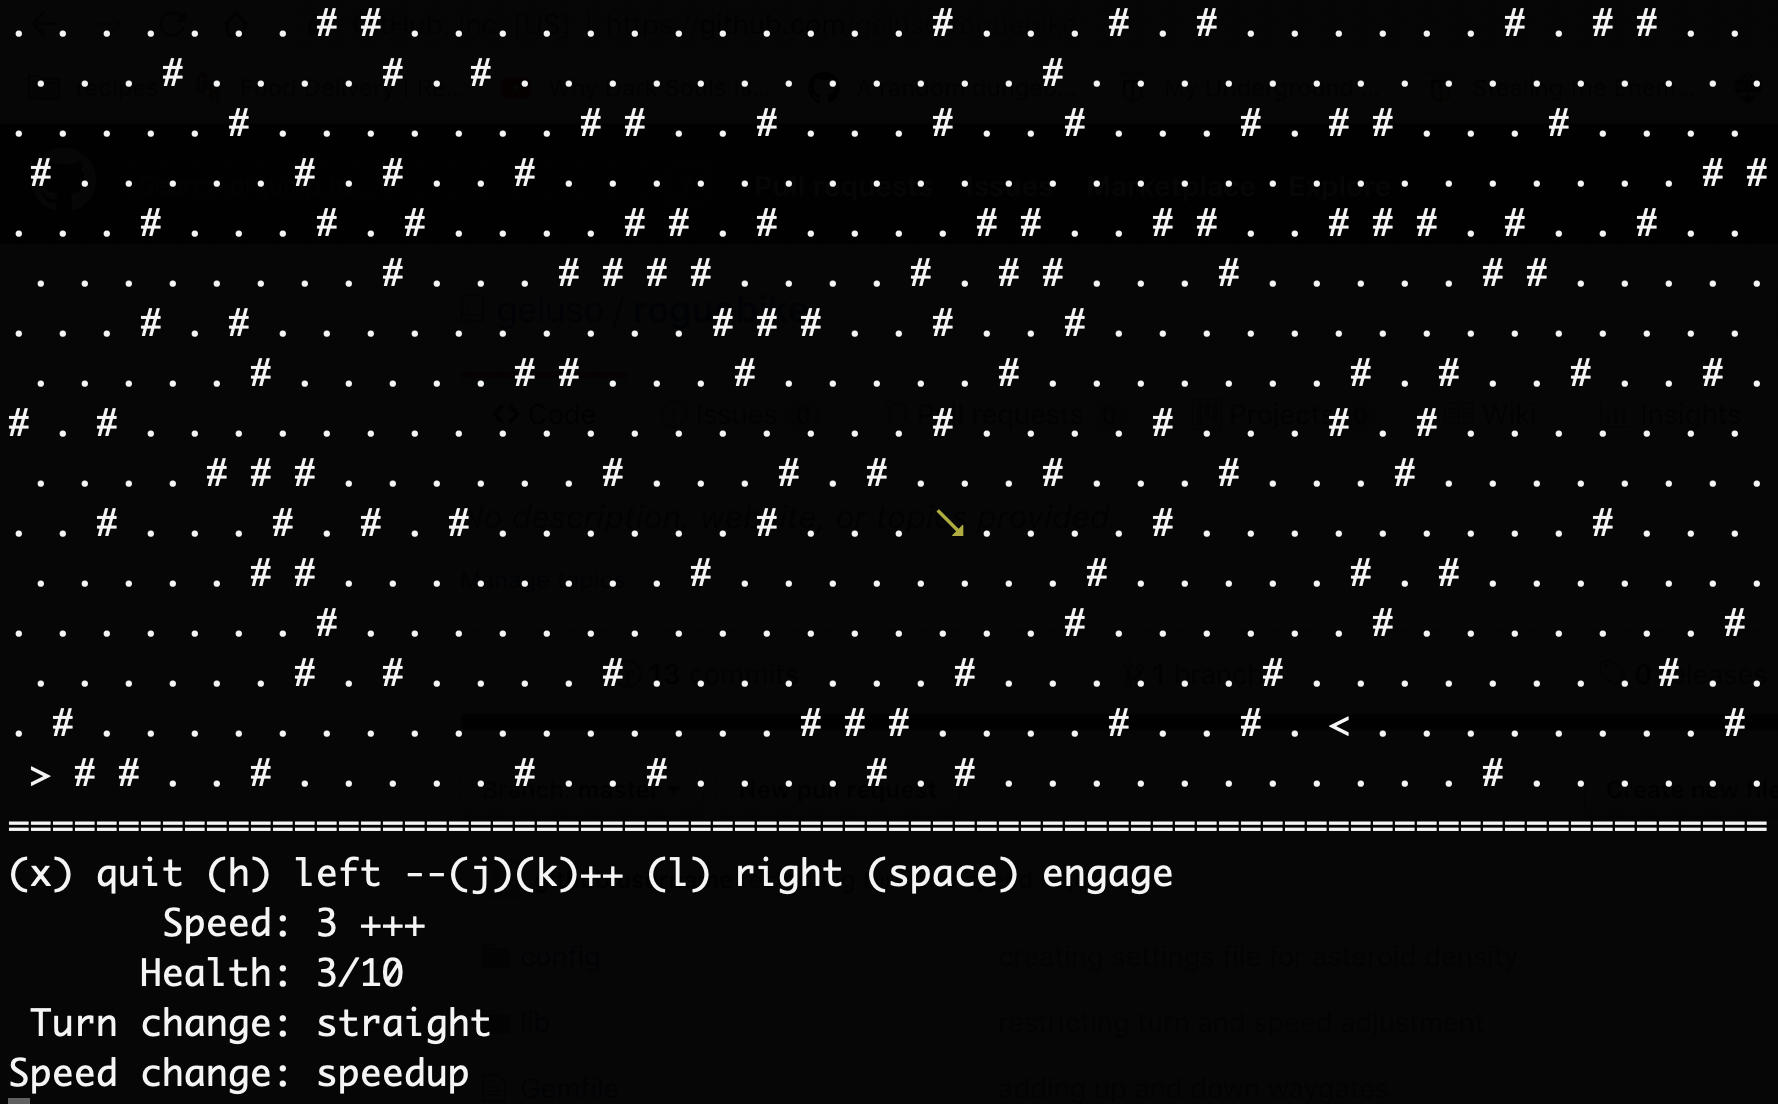 . . . . . . . # # . . . . . . . . . . . . # . . . # . # . . . . . . # . # # . .
 . . . # . . . . # . # . . . . . . . . . . . . # . . . . . . . . . . . . . . . .
. . . . . # . . . . . . . # # . . # . . . # . . # . . . # . # # . . . # . . . .
 # . . . . . # . # . . # . . . . . . . . . . . . . . . . . . . . . . . . . . # #
. . . # . . . # . # . . . . # # . # . . . . # # . . # # . . # # # . # . . # . .
 . . . . . . . . # . . . # # # # . . . . # . # # . . . # . . . . . # # . . . . .
. . . # . # . . . . . . . . . . # # # . . # . . # . . . . . . . . . . . . . . .
 . . . . . # . . . . . # # . . . # . . . . . # . . . . . . . # . # . . # . . # .
# . # . . . . . . . . . . . . . . . . . . # . . . . # . . . # . # . . . . . . .
 . . . . # # # . . . . . . # . . . # . # . . . # . . . # . . . # . . . . . . . .
. . # . . . # . # . # . . . . . . # . . . ↘ . . . . # . . . . . . . . . # . . .
 . . . . . # # . . . . . . . . # . . . . . . . . # . . . . . # . # . . . . . . .
. . . . . . . # . . . . . . . . . . . . . . . . # . . . . . . # . . . . . . . #
 . . . . . . # . # . . . . # . . . . . . . # . . . . . . # . . . . . . . . # . .
. # . . . . . . . . . . . . . . . . # # # . . . . # . . # . < . . . . . . . . #
 > # # . . # . . . . . # . . # . . . . # . # . . . . . . . . . . . # . . . . . .
================================================================================
(x) quit (h) left --(j)(k)++ (l) right (space) engage
Speed: 3 +++
Health: 3/10
Turn change: straight
Speed change: speedup